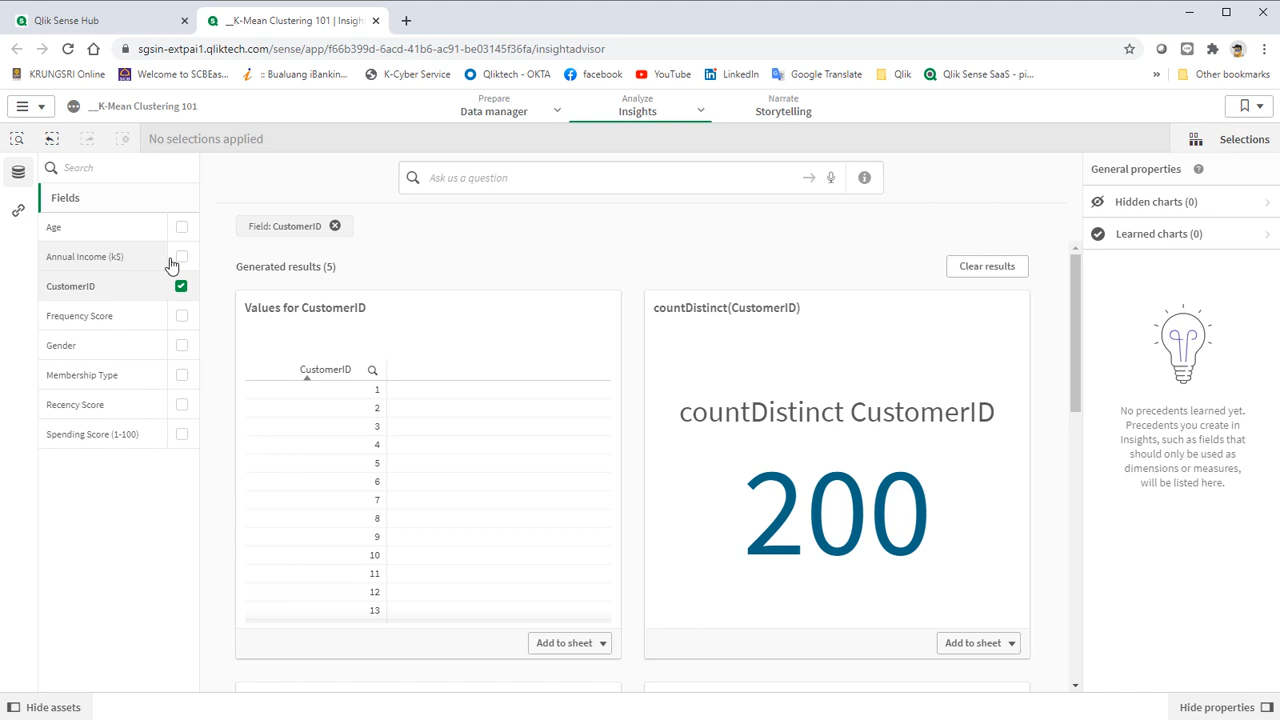 Qlik Sense Hub
__K-Mean Clustering 101 | Insigh
sgsin-extpai1.qliktech.com/sense/app/f66b399d-6acd-41b6-ac91-be03145f36fa/insightadvisor
KRUNGSRI Online
Welcome to SCBEas...
:: Bualuang iBankin...
K-Cyber Service
Qliktech - OKTA
facebook
YouTube
LinkedIn
Google Translate
Qlik
Qlik Sense SaaS - pi...
Other bookmarks
__K-Mean Clustering 101
Prepare
Data manager
Analyze
Insights
Narrate
Storytelling
No selections applied
Selections
Search
Fields
Age
Annual Income (k$)
CustomerID
Frequency Score
Gender
Membership Type
Recency Score
Spending Score (1-100)
Ask us a question
Field: CustomerID
Generated results (5)
Clear results
Values for CustomerID
CustomerID
1
2
3
4
5
6
7
8
9
10
11
12
13
Add to sheet
countDistinct(CustomerID)
countDistinct CustomerID
200
Add to sheet
General properties
Hidden charts (0)
Learned charts (0)
No precedents learned yet.
Precedents you create in
Insights, such as fields that
should only be used as
dimensions or measures,
will be listed here.
Hide assets
Hide properties